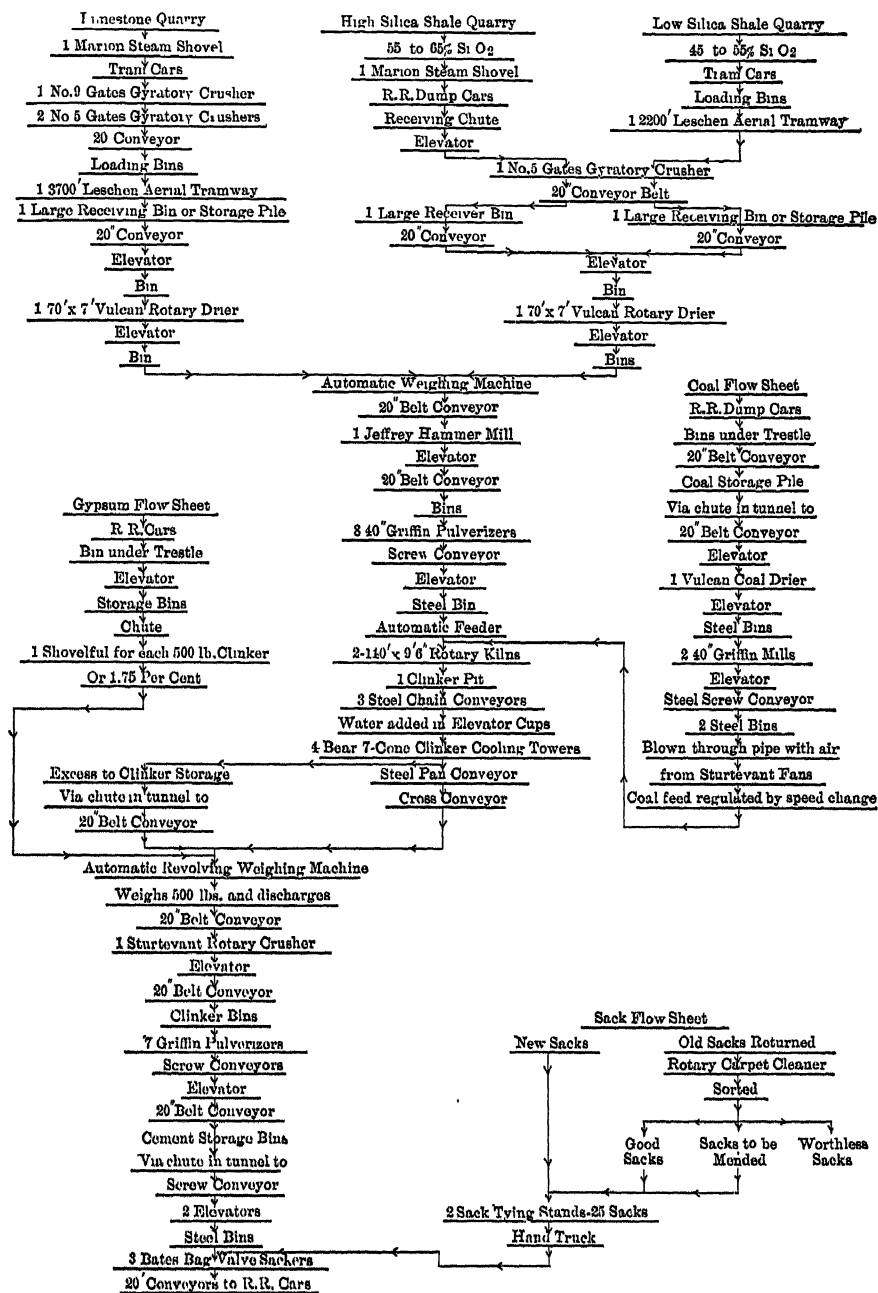 Limestone Quarry
1 Marion Steam Shovel
Tram Cars
1 No.9 Gates Gyratory Crusher
2 No 5 Gates Gyratory Crushers
20 Conveyor
Loading Bins
1 3700' Leschen Aerial Tramway
1 Large Receiving Bin or Storage Pile
20" Conveyor
Elevator
Bin
1 70' x 7' Vulcan Rotary Drier
Elevator
Bin
High Silica Shale Quarry
55 to 65% Si O2
1 Marion Steam Shovel
R.R. Dump Cars
Receiving Chute
Elevator
Low Silica Shale Quarry
45 to 55% Si O2
Tram Cars
Loading Bins
1 2200' Leschen Aerial Tramway
1 No.5 Gates Gyratory Crusher
20" Conveyor Belt
1 Large Receiver Bin
20" Conveyor
1 Large Receiving Bin or Storage Pile
20" Conveyor
Elevator
Bin
1 70' x 7' Vulcan Rotary Drier
Elevator
Bins
Automatic Weighing Machine
20" Belt Conveyor
1 Jeffrey Hammer Mill
Elevator
20" Belt Conveyor
Bins
8 40" Griffin Pulverizers
Screw Conveyor
Elevator
Steel Bin
Automatic Feeder
2-140' x 9'6" Rotary Kilns
1 Clinker Pit
3 Steel Chain Conveyors
Water added in Elevator Cups
4 Bear 7-Cone Clinker Cooling Towers
Steel Pan Conveyor
Cross Conveyor
Coal Flow Sheet
R.R. Dump Cars
Bins under Trestle
20" Belt Conveyor
Coal Storage Pile
Via chute in tunnel to
20" Belt Conveyor
Elevator
1 Vulcan Coal Drier
Elevator
Steel Bins
2 40" Griffin Mills
Elevator
Steel Screw Conveyor
2 Steel Bins
Blown through pipe with air
from Sturtevant Fans
Coal feed regulated by speed change
Gypsum Flow Sheet
R R. Cars
Bin under Trestle
Elevator
Storage Bins
Chute
1 Shovelful for each 500 lb. Clinker
Or 1.75 Per Cent
Excess to Clinker Storage
Via chute in tunnel to
20" Belt Conveyor
Automatic Revolving Weighing Machine
Weighs 500 lbs. and discharges
20" Belt Conveyor
1 Sturtevant Rotary Crusher
Elevator
20" Belt Conveyor
Clinker Bins
7 Griffin Pulverizers
Screw Conveyors
Elevator
20" Belt Conveyor
Cement Storage Bins
Via chute in tunnel to
Screw Conveyor
2 Elevators
Steel Bins
3 Bates Bag Valve Sackers
20' Conveyors to R.R. Cars
Sack Flow Sheet
New Sacks
Old Sacks Returned
Rotary Carpet Cleaner
Sorted
Good
Sacks
Sacks to be
Mended
Worthless
Sacks
2 Sack Tying Stands-25 Sacks
Hand Truck